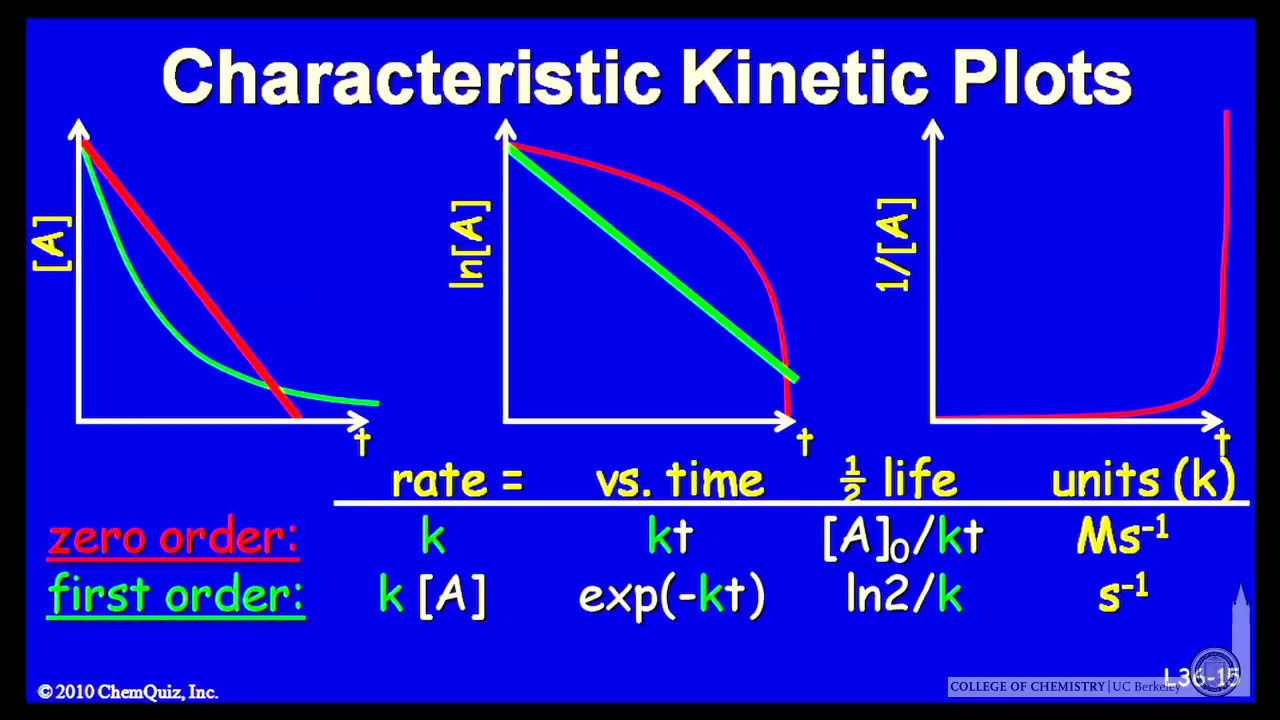 Characteristic Kinetic Plots
[A]
t
ln[A]
t
1/[A]
t
rate = vs. time ½ life units (k)
zero order: k kt [A]₀/kt Ms⁻¹
first order: k [A] exp(-kt) ln2/k s⁻¹
© 2010 ChemQuiz, Inc.
L36-15
COLLEGE OF CHEMISTRY | UC Berkeley